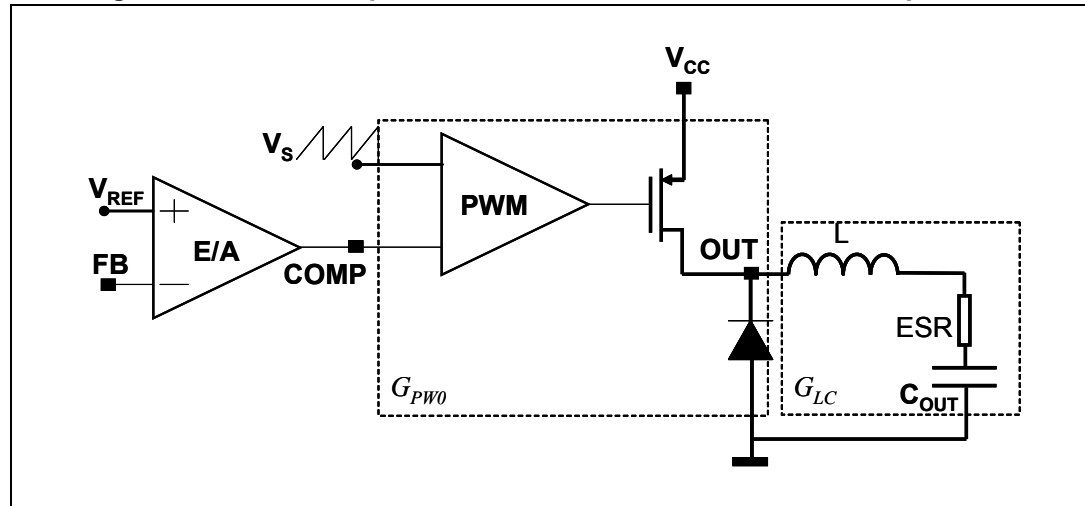 V_CC
V_S
PWM
V_REF
+
E/A
FB
−
COMP
OUT
L
ESR
C_OUT
G_PW0
G_LC